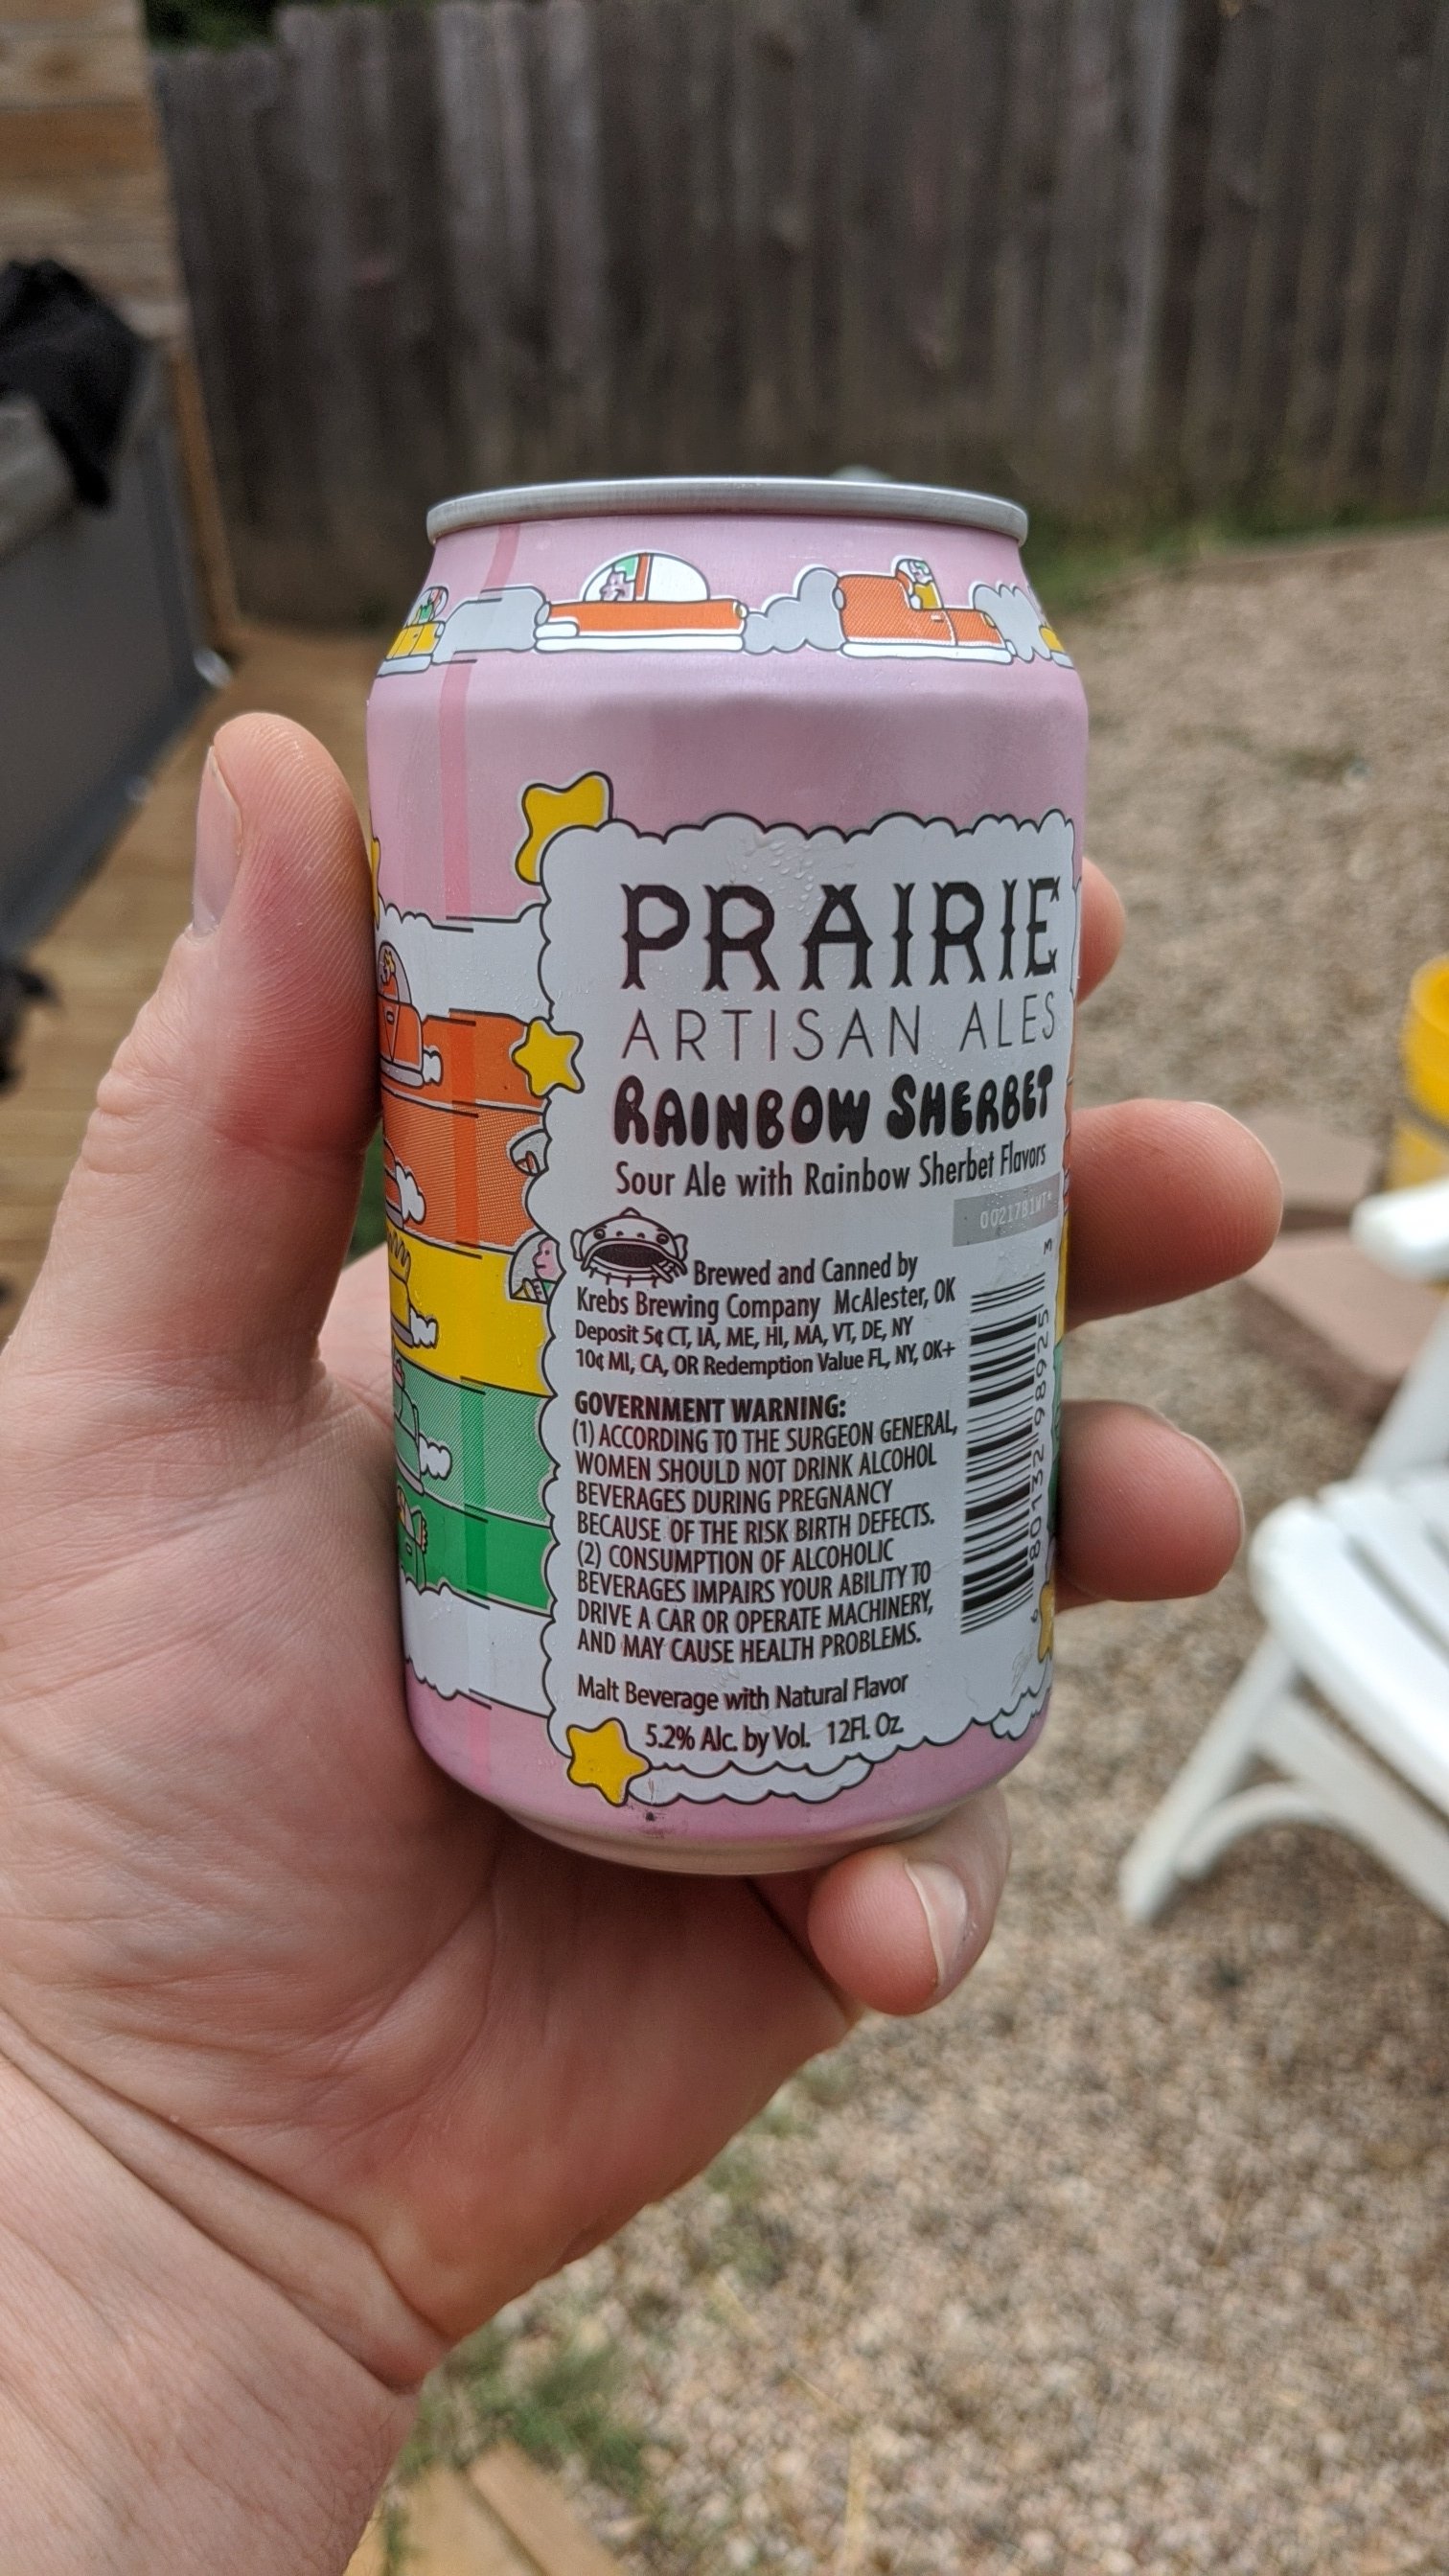 PRAIRIE
ARTISAN ALES
RAINBOW SHERBET
Sour Ale with Rainbow Sherbet Flavors
Brewed and Canned by
Krebs Brewing Company McAlester, OK
Deposit 5¢ CT, IA, ME, HI, MA, VT, DE, NY
10¢ MI, CA, OR Redemption Value FL, NY, OK+
GOVERNMENT WARNING:
(1) ACCORDING TO THE SURGEON GENERAL,
WOMEN SHOULD NOT DRINK ALCOHOL
BEVERAGES DURING PREGNANCY
BECAUSE OF THE RISK BIRTH DEFECTS.
(2) CONSUMPTION OF ALCOHOLIC
BEVERAGES IMPAIRS YOUR ABILITY TO
DRIVE A CAR OR OPERATE MACHINERY,
AND MAY CAUSE HEALTH PROBLEMS.
Malt Beverage with Natural Flavor
5.2% Alc. by Vol. 12Fl. Oz.
6 80132 98925 3